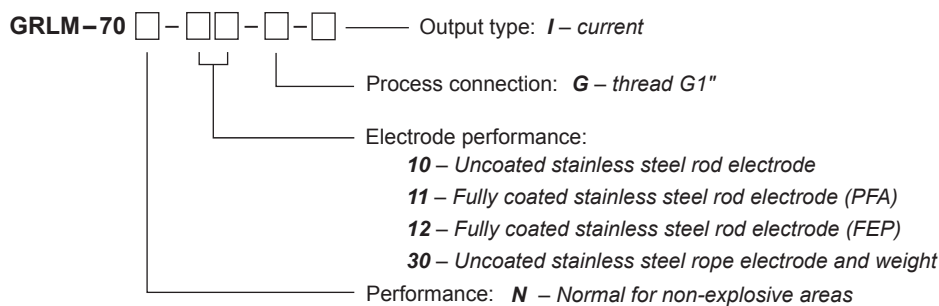 GRLM–70 □ – □□ – □ – □ Output type: I – current
Process connection: G – thread G1"
Electrode performance:
10 – Uncoated stainless steel rod electrode
11 – Fully coated stainless steel rod electrode (PFA)
12 – Fully coated stainless steel rod electrode (FEP)
30 – Uncoated stainless steel rope electrode and weight
Performance: N – Normal for non-explosive areas